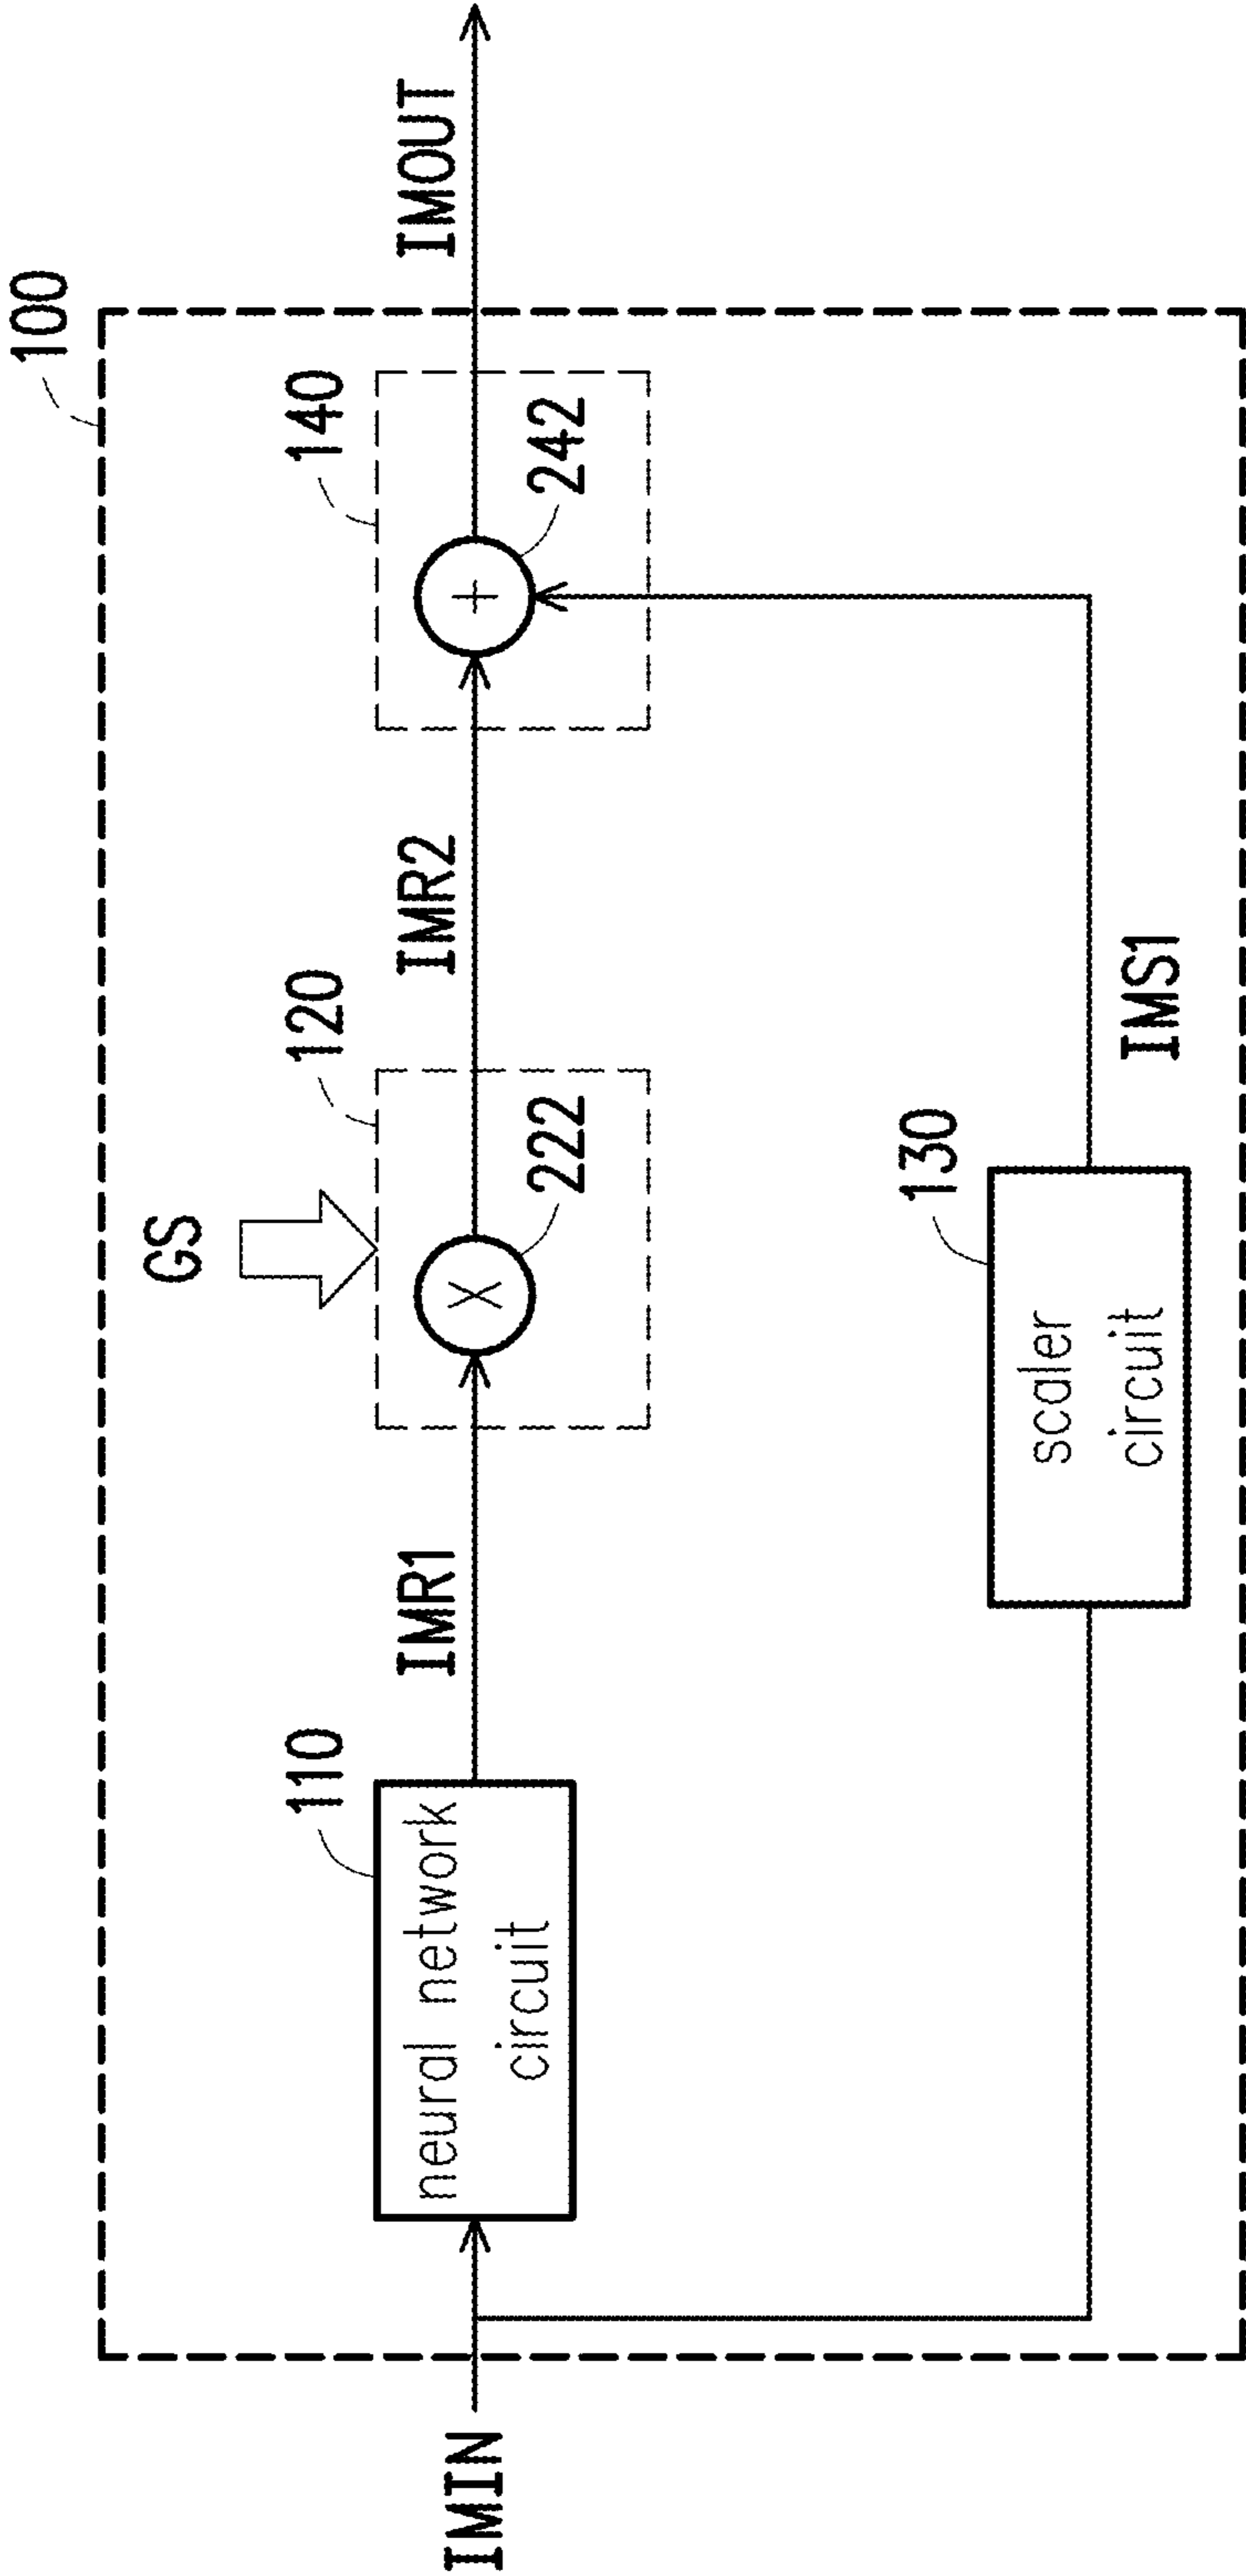 100
GS
120
140
110
IMR1
IMR2
IMOUT
IMIN
neural network
circuit
X
222
+
242
130
scaler
circuit
IMS1